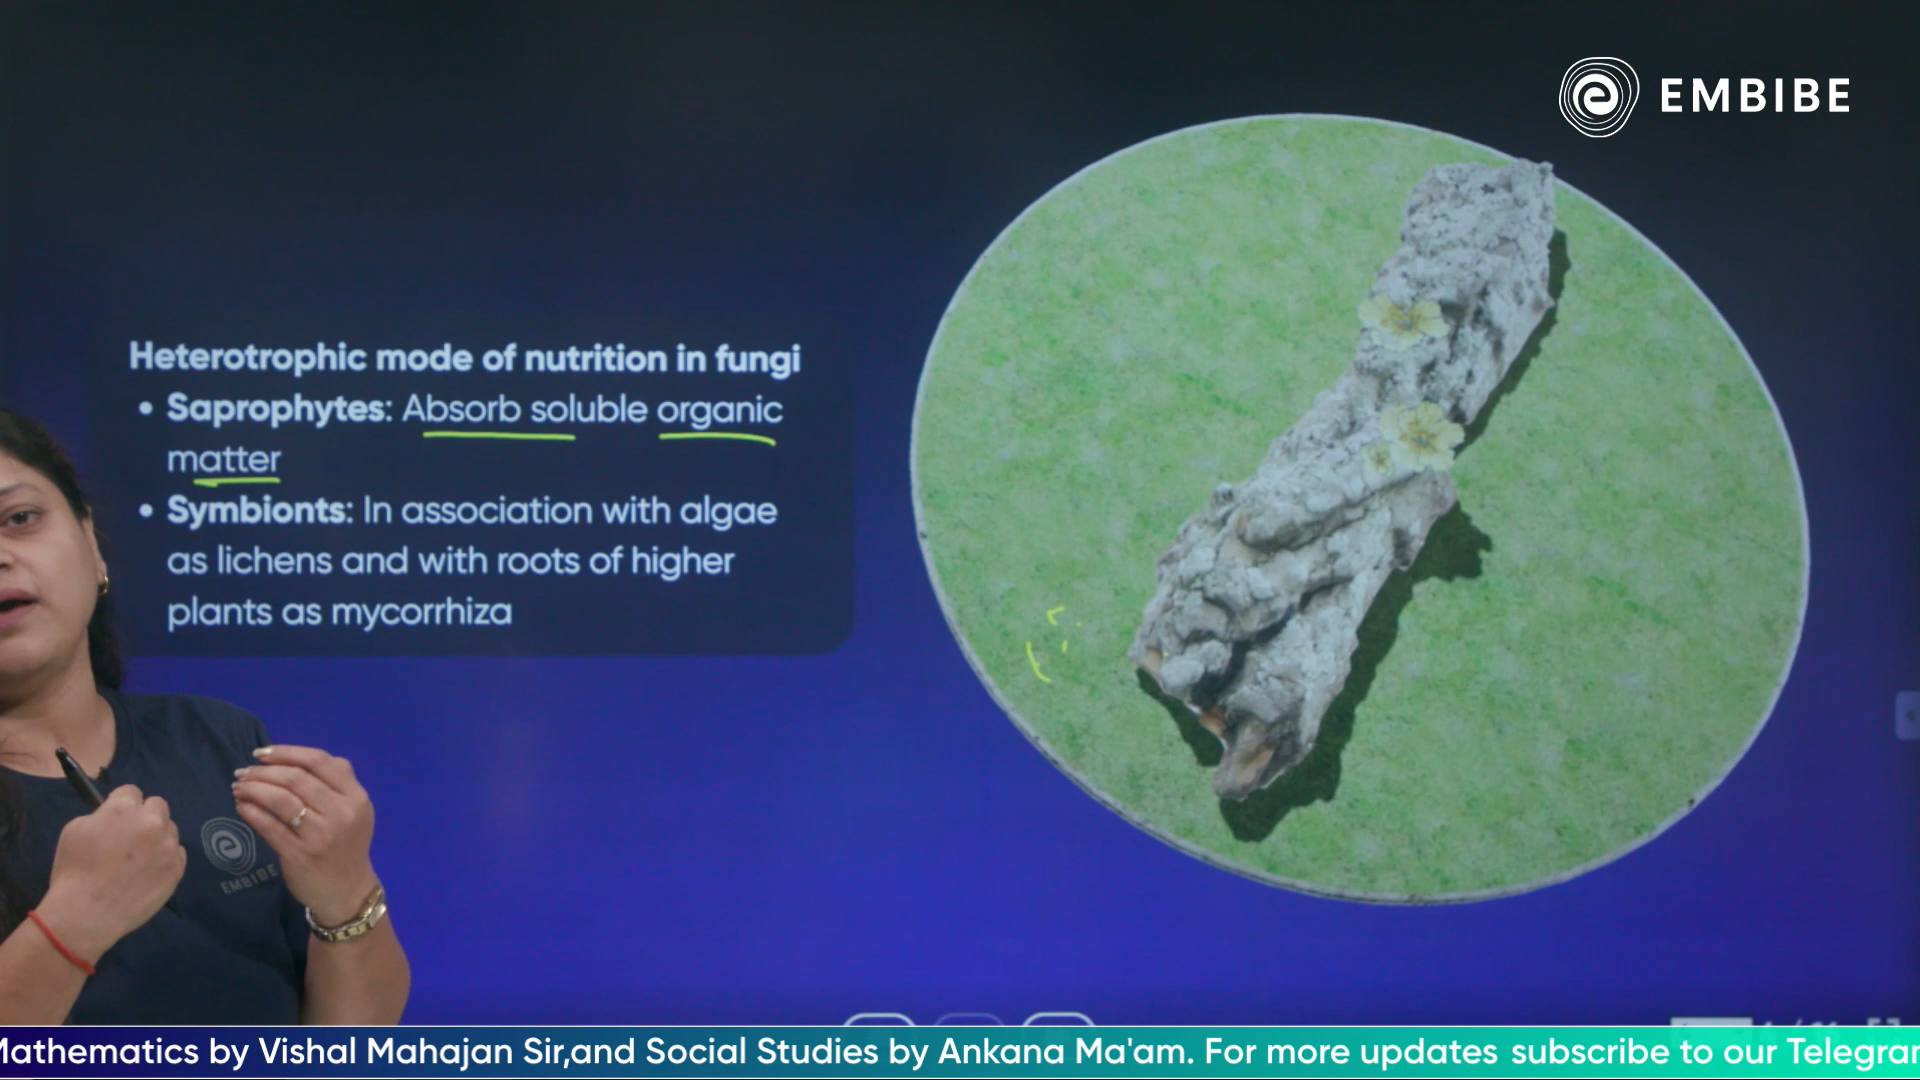 EMBIBE
Heterotrophic mode of nutrition in fungi
• Saprophytes: Absorb soluble organic
matter
• Symbionts: In association with algae
as lichens and with roots of higher
plants as mycorrhiza
EMBIBE
Mathematics by Vishal Mahajan Sir,and Social Studies by Ankana Ma'am. For more updates subscribe to our Telegram